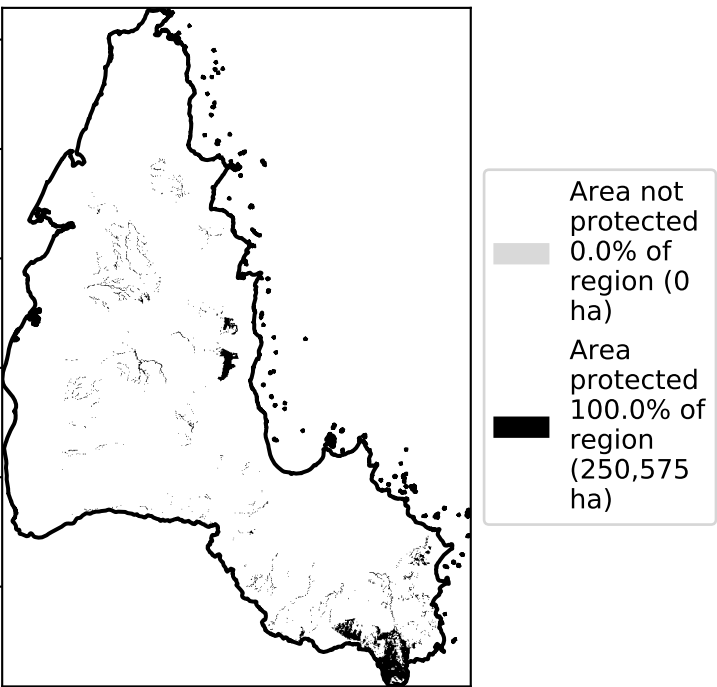 Area not
protected
0.0% of
region (0
ha)
Area
protected
100.0% of
region
(250,575
ha)